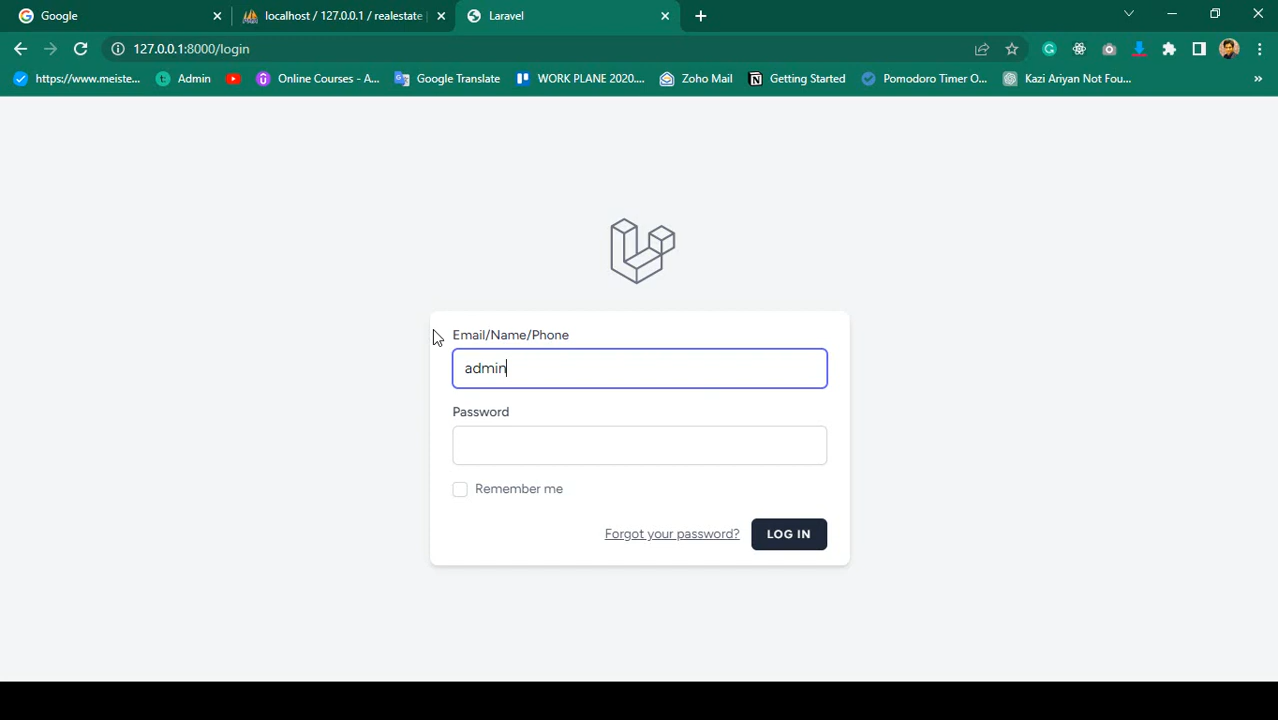 Google
localhost / 127.0.0.1 / realestate
Laravel
127.0.0.1:8000/login
https://www.meiste...
Admin
Online Courses - A...
Google Translate
WORK PLANE 2020....
Zoho Mail
Getting Started
Pomodoro Timer O...
Kazi Ariyan Not Fou...
»
Email/Name/Phone
admin
Password
Remember me
Forgot your password?
LOG IN